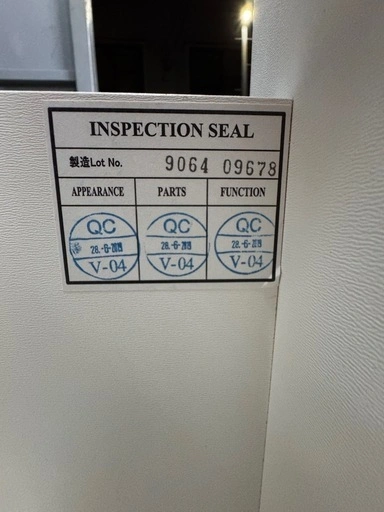 INSPECTION SEAL
製造Lot No. 9064 09678
APPEARANCE PARTS FUNCTION
QC QC QC
28.-6-2019 28.-6-2019 28.-6-2019
V-04 V-04 V-04